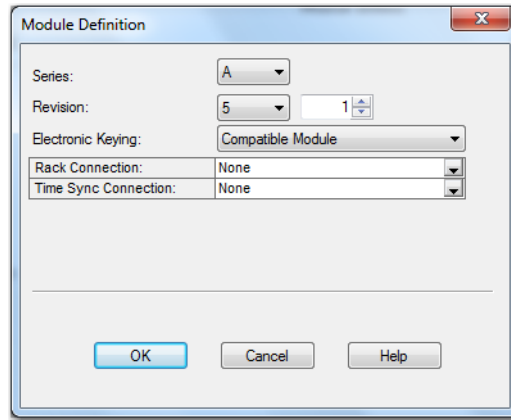 Module Definition
Series: A
Revision: 5 1
Electronic Keying: Compatible Module
Rack Connection: None
Time Sync Connection: None
OK Cancel Help